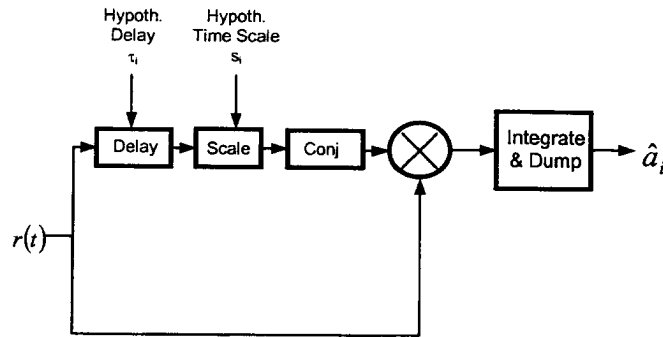 Hypoth.
Delay
τᵢ
Hypoth.
Time Scale
sᵢ
Delay
Scale
Conj
Integrate
& Dump
âᵢ
r(t)